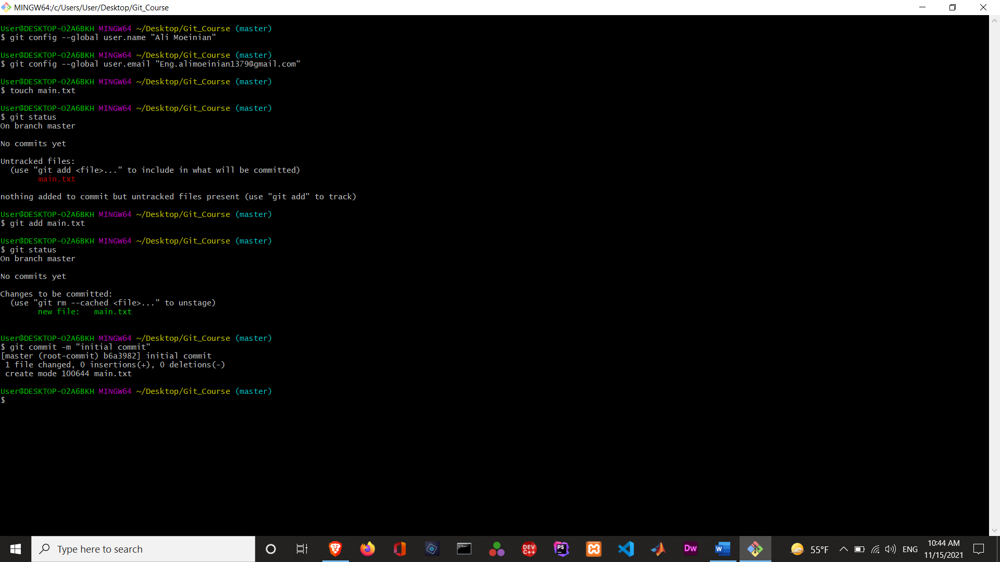 MINGW64:/c/Users/User/Desktop/Git_Course
User@DESKTOP-O2A6BKH MINGW64 ~/Desktop/Git_Course (master)
$ git config --global user.name "Ali Moeinian"
User@DESKTOP-O2A6BKH MINGW64 ~/Desktop/Git_Course (master)
$ git config --global user.email "Eng.alimoeinian1379@gmail.com"
User@DESKTOP-O2A6BKH MINGW64 ~/Desktop/Git_Course (master)
$ touch main.txt
User@DESKTOP-O2A6BKH MINGW64 ~/Desktop/Git_Course (master)
$ git status
On branch master
No commits yet
Untracked files:
  (use "git add <file>..." to include in what will be committed)
        main.txt
nothing added to commit but untracked files present (use "git add" to track)
User@DESKTOP-O2A6BKH MINGW64 ~/Desktop/Git_Course (master)
$ git add main.txt
User@DESKTOP-O2A6BKH MINGW64 ~/Desktop/Git_Course (master)
$ git status
On branch master
No commits yet
Changes to be committed:
  (use "git rm --cached <file>..." to unstage)
        new file:   main.txt
User@DESKTOP-O2A6BKH MINGW64 ~/Desktop/Git_Course (master)
$ git commit -m "initial commit"
[master (root-commit) b6a3982] initial commit
 1 file changed, 0 insertions(+), 0 deletions(-)
 create mode 100644 main.txt
User@DESKTOP-O2A6BKH MINGW64 ~/Desktop/Git_Course (master)
$
Type here to search
DEV
C++
PS
Dw
W
55°F
ENG
10:44 AM
11/15/2021